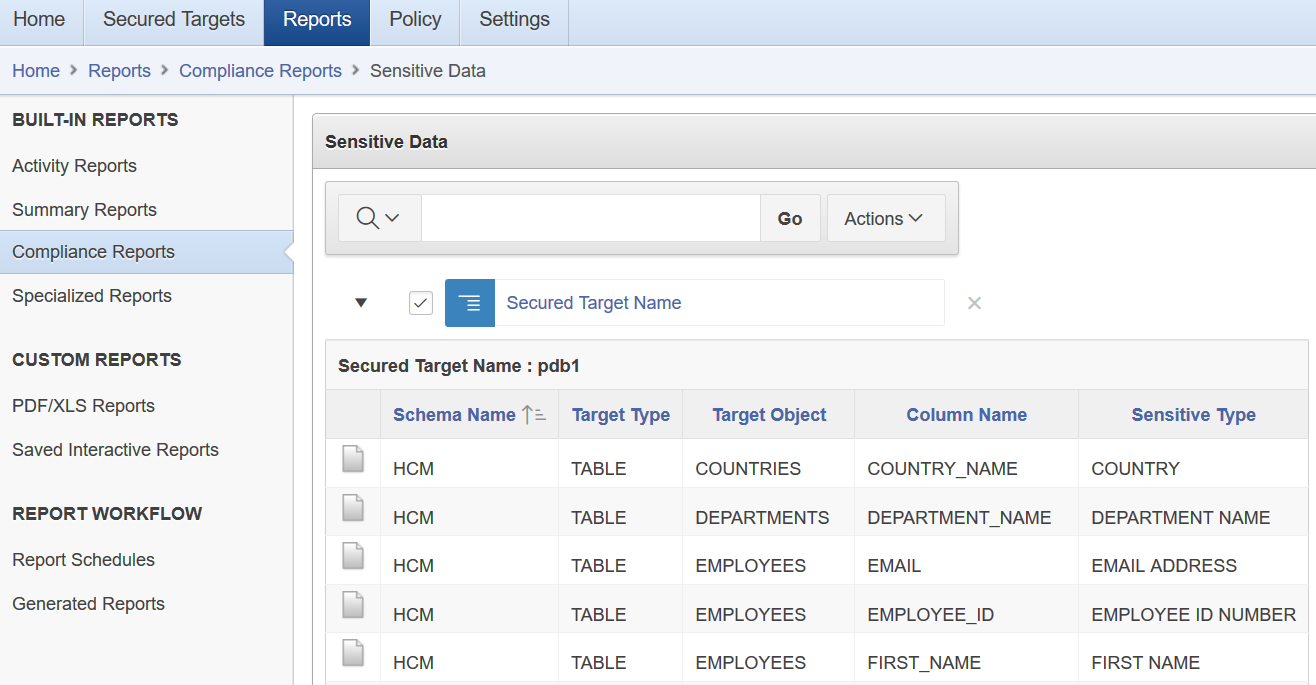 Home Secured Targets Reports Policy Settings
Home > Reports > Compliance Reports > Sensitive Data
BUILT-IN REPORTS
Activity Reports
Summary Reports
Compliance Reports
Specialized Reports
CUSTOM REPORTS
PDF/XLS Reports
Saved Interactive Reports
REPORT WORKFLOW
Report Schedules
Generated Reports
Sensitive Data
Go Actions
Secured Target Name
Secured Target Name : pdb1
Schema Name Target Type Target Object Column Name Sensitive Type
HCM TABLE COUNTRIES COUNTRY_NAME COUNTRY
HCM TABLE DEPARTMENTS DEPARTMENT_NAME DEPARTMENT NAME
HCM TABLE EMPLOYEES EMAIL EMAIL ADDRESS
HCM TABLE EMPLOYEES EMPLOYEE_ID EMPLOYEE ID NUMBER
HCM TABLE EMPLOYEES FIRST_NAME FIRST NAME